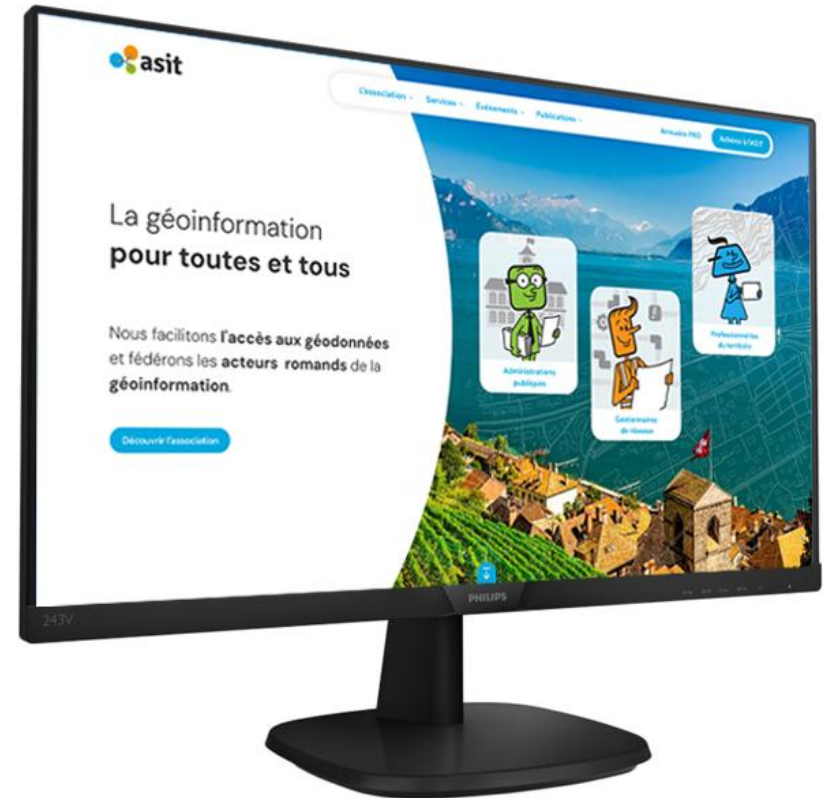 asit
L'association
Services
Événements
Publications
Annuaire PRO
Adhérer à l'ASIT
La géoinformation
pour toutes et tous
Nous facilitons l'accès aux géodonnées
et fédérons les acteurs romands de la
géoinformation.
Découvrir l'association
Administrations
publiques
Gestionnaires
de réseaux
Professionnel·les
du territoire
PHILIPS
243V